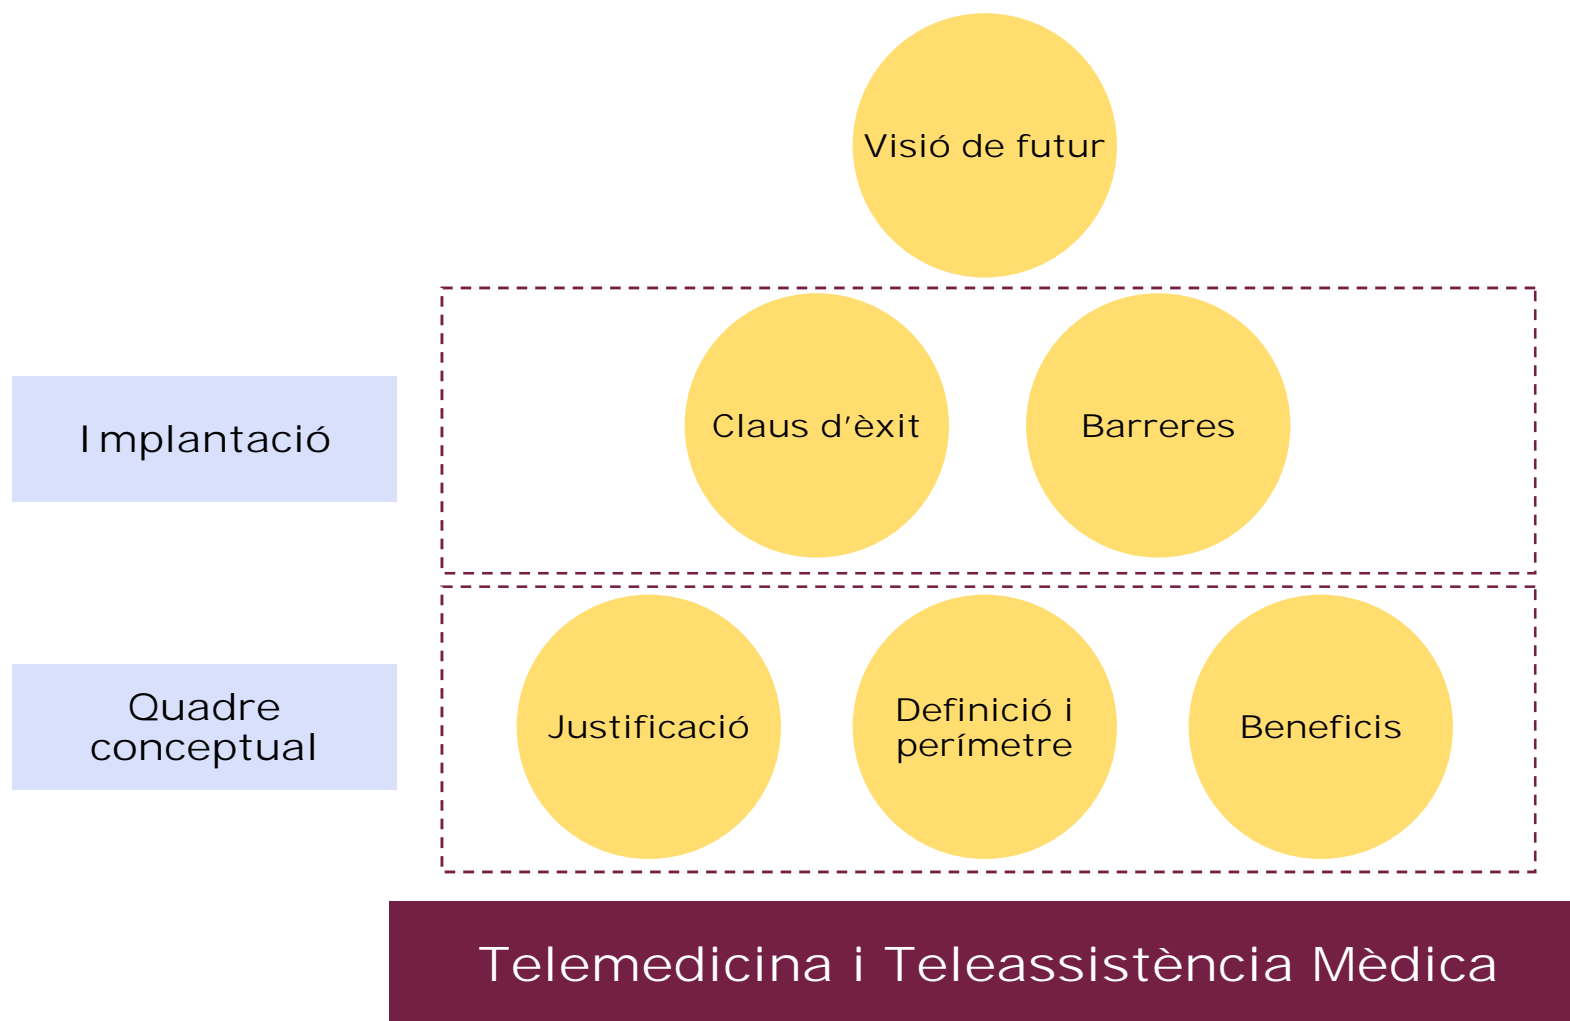 Visió de futur
Claus d’èxit
Barreres
Implantació
Quadre
conceptual
Justificació
Definició i
perímetre
Beneficis
Telemedicina i Teleassistència Mèdica